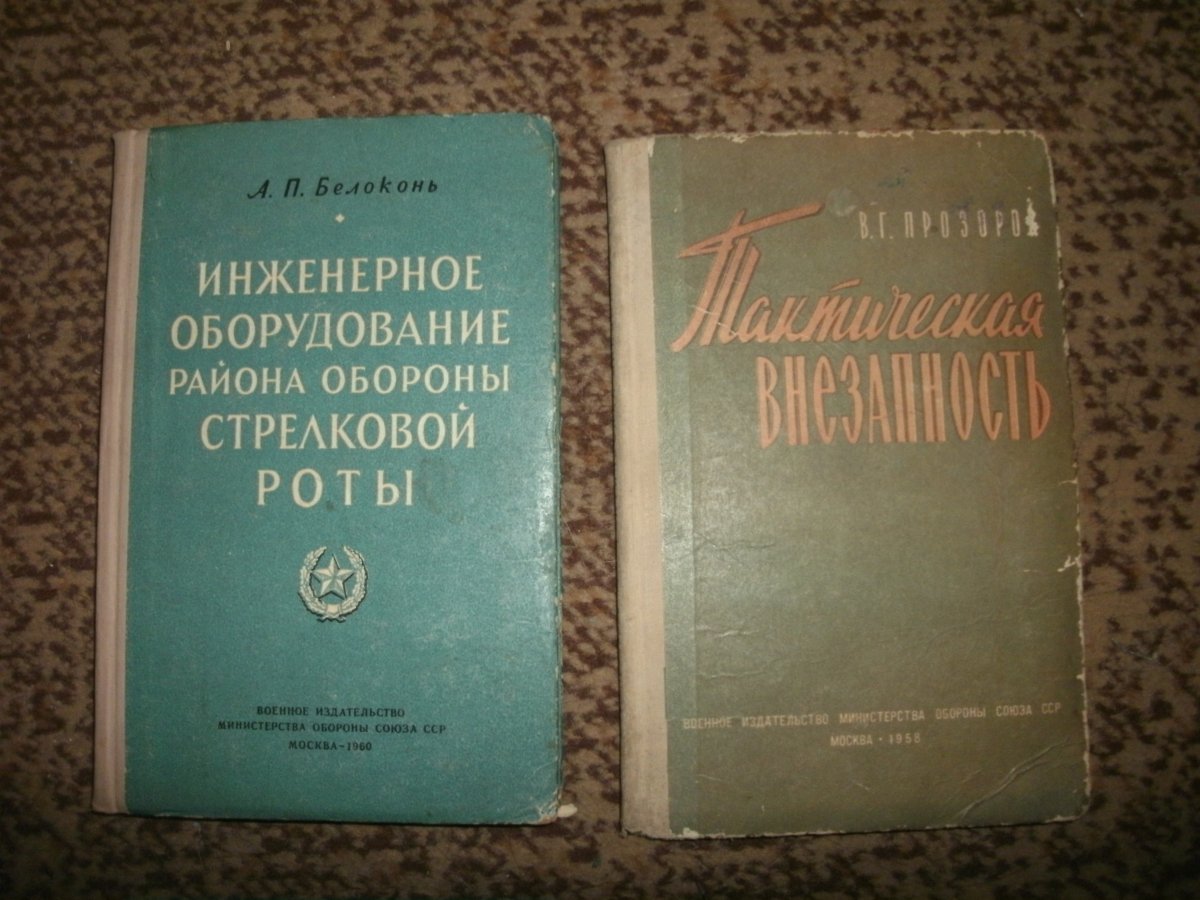 А. П. Белоконь
ИНЖЕНЕРНОЕ
ОБОРУДОВАНИЕ
РАЙОНА ОБОРОНЫ
СТРЕЛКОВОЙ
РОТЫ
ВОЕННОЕ ИЗДАТЕЛЬСТВО
МИНИСТЕРСТВА ОБОРОНЫ СОЮЗА ССР
МОСКВА–1960
В.Г. ПРОЗОРОВ
Тактическая
ВНЕЗАПНОСТЬ
ВОЕННОЕ ИЗДАТЕЛЬСТВО МИНИСТЕРСТВА ОБОРОНЫ СОЮЗА ССР
МОСКВА • 1958